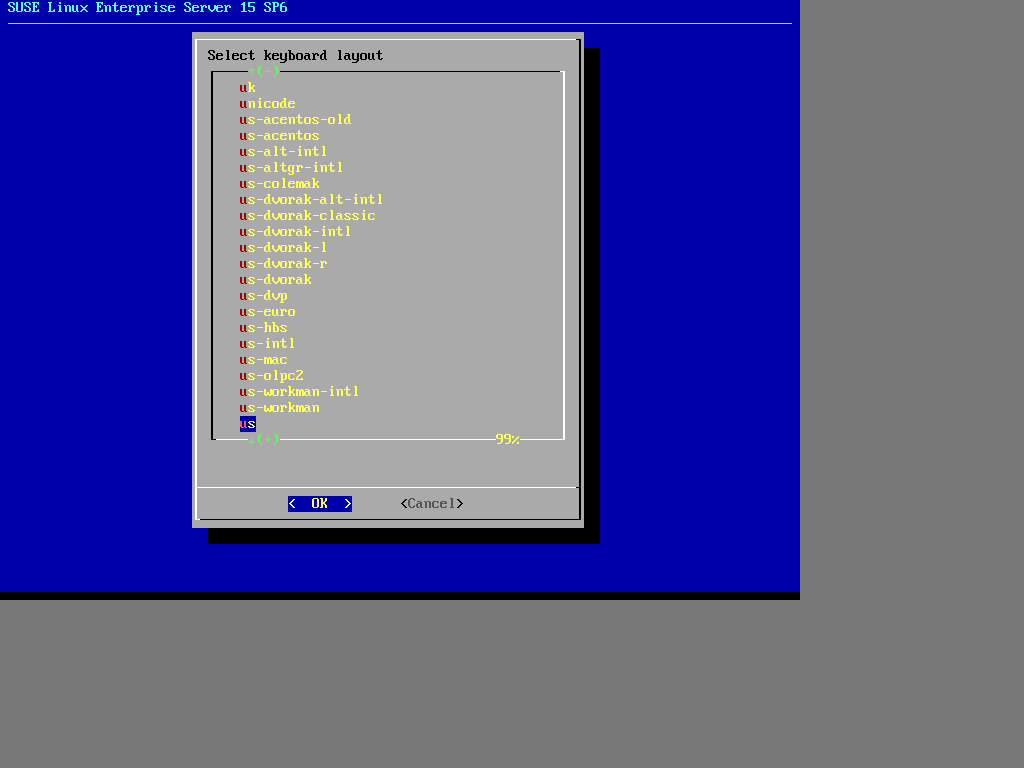 SUSE Linux Enterprise Server 15 SP6
Select keyboard layout
↑(-)
uk
unicode
us-acentos-old
us-acentos
us-alt-intl
us-altgr-intl
us-colemak
us-dvorak-alt-intl
us-dvorak-classic
us-dvorak-intl
us-dvorak-l
us-dvorak-r
us-dvorak
us-dvp
us-euro
us-hbs
us-intl
us-mac
us-olpc2
us-workman-intl
us-workman
us
↓(+) 99%
< OK > <Cancel>